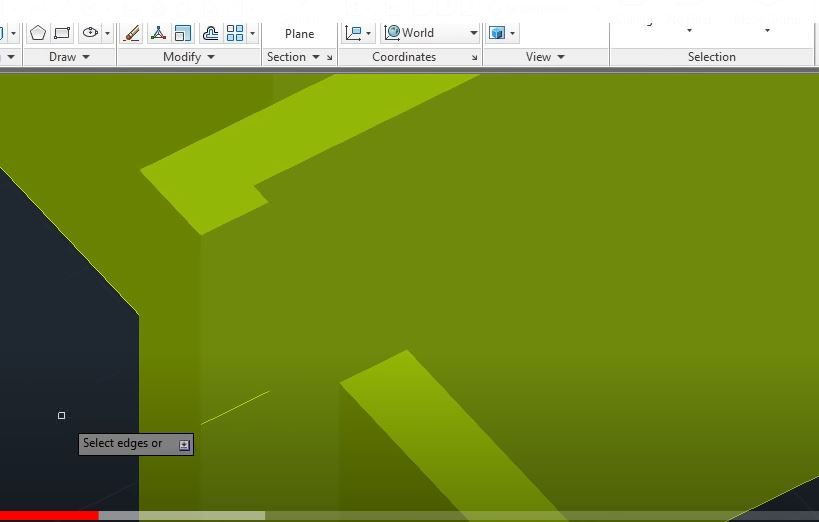 Plane
World
Draw
Modify
Section
Coordinates
View
Selection
Select edges or